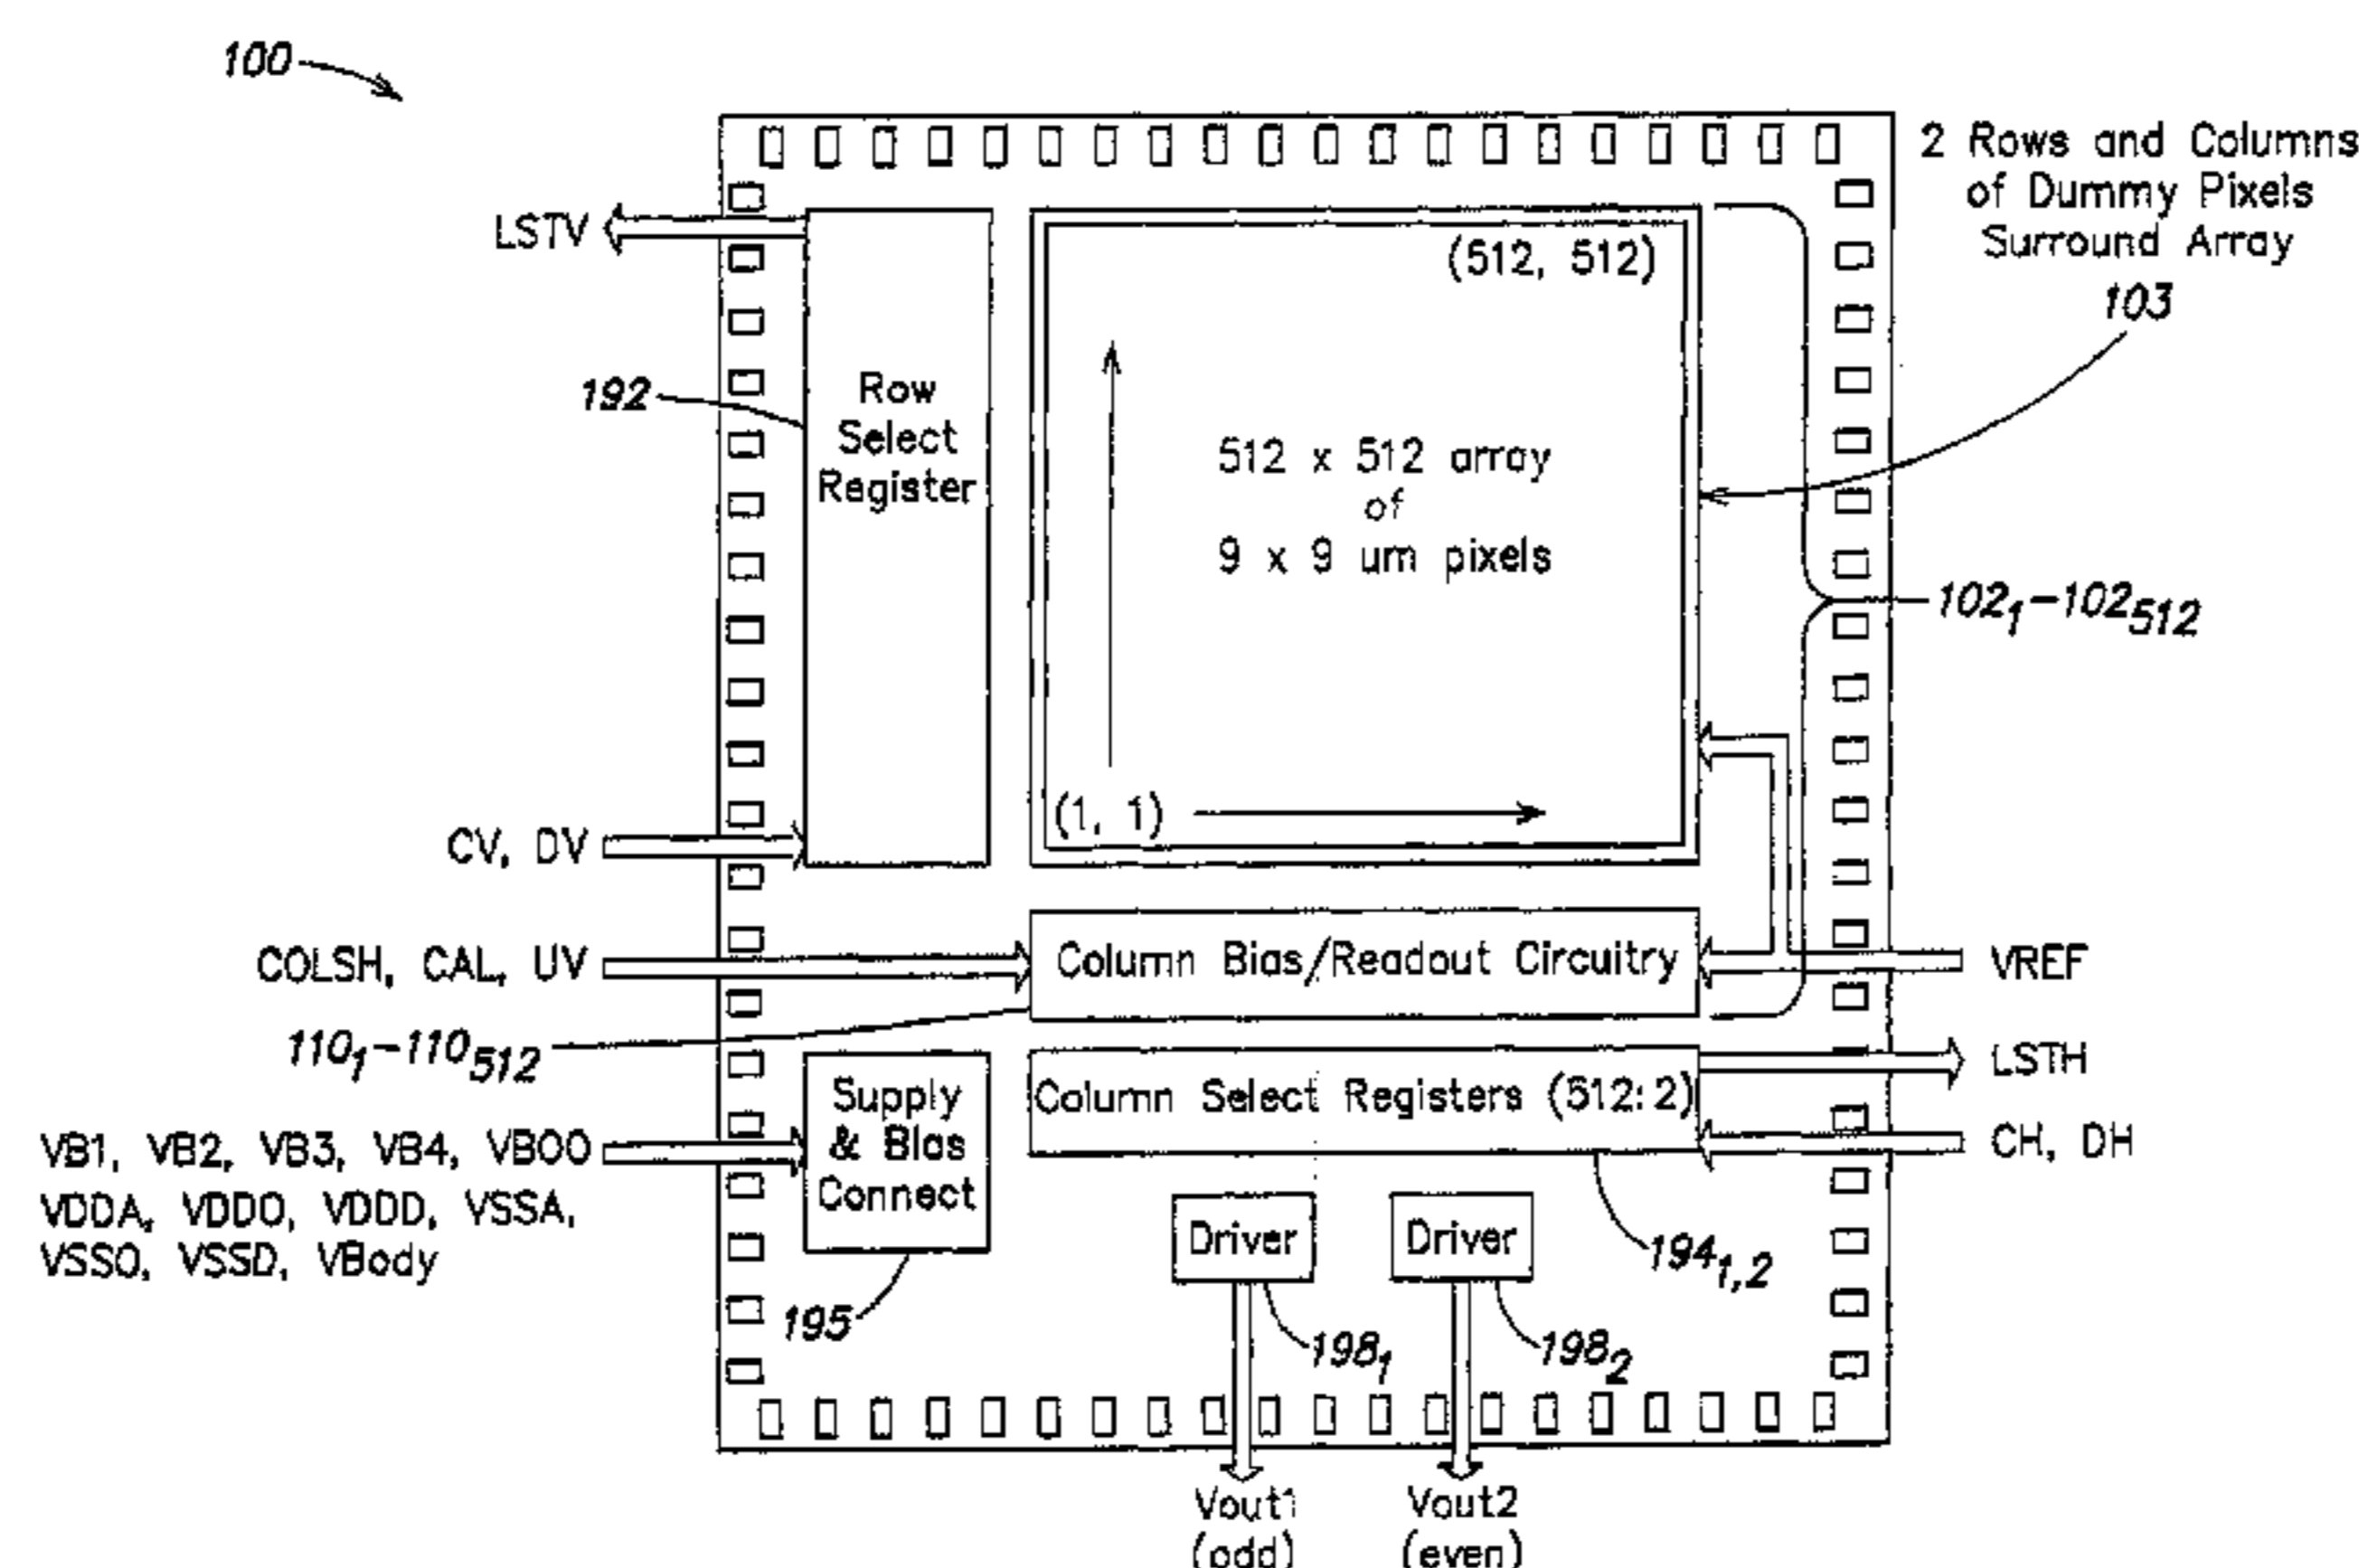 100
2 Rows and Columns
of Dummy Pixels
Surround Array
103
LSTV
(512, 512)
192
Row
Select
Register
512 x 512 array
of
9 x 9 um pixels
102₁-102₅₁₂
(1, 1)
CV, DV
COLSH, CAL, UV
Column Bias/Readout Circuitry
VREF
110₁-110₅₁₂
LSTH
Supply
& Bias
Connect
Column Select Registers (512:2)
CH, DH
VB1, VB2, VB3, VB4, VBOO
VDDA, VDDO, VDDD, VSSA,
VSSO, VSSD, VBody
Driver
Driver
194₁,₂
195
198₁
198₂
Vout1
(odd)
Vout2
(even)